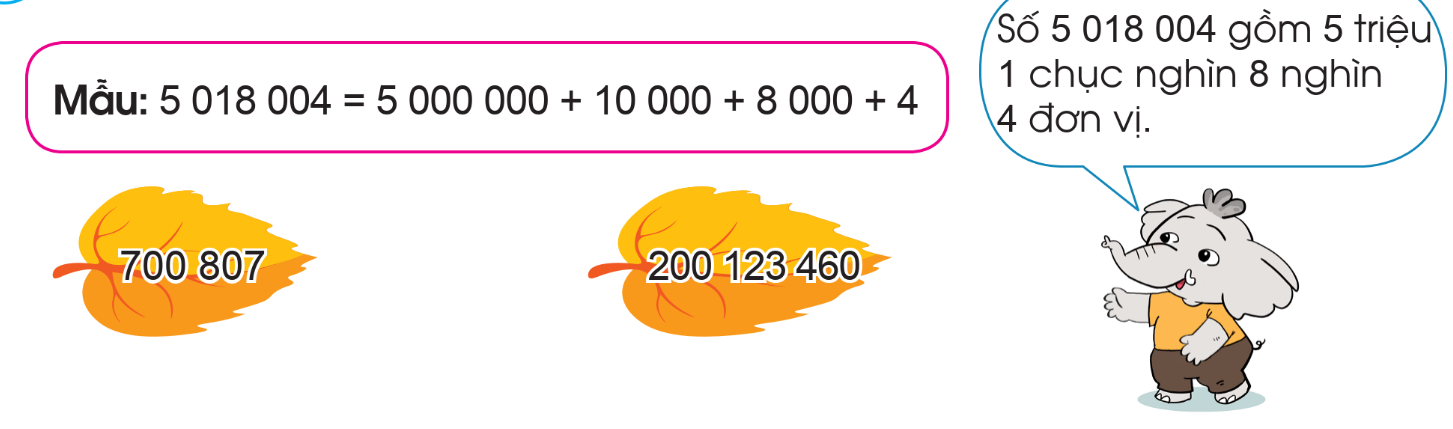 Mẫu: 5 018 004 = 5 000 000 + 10 000 + 8 000 + 4
Số 5 018 004 gồm 5 triệu
1 chục nghìn 8 nghìn
4 đơn vị.
700 807
200 123 460